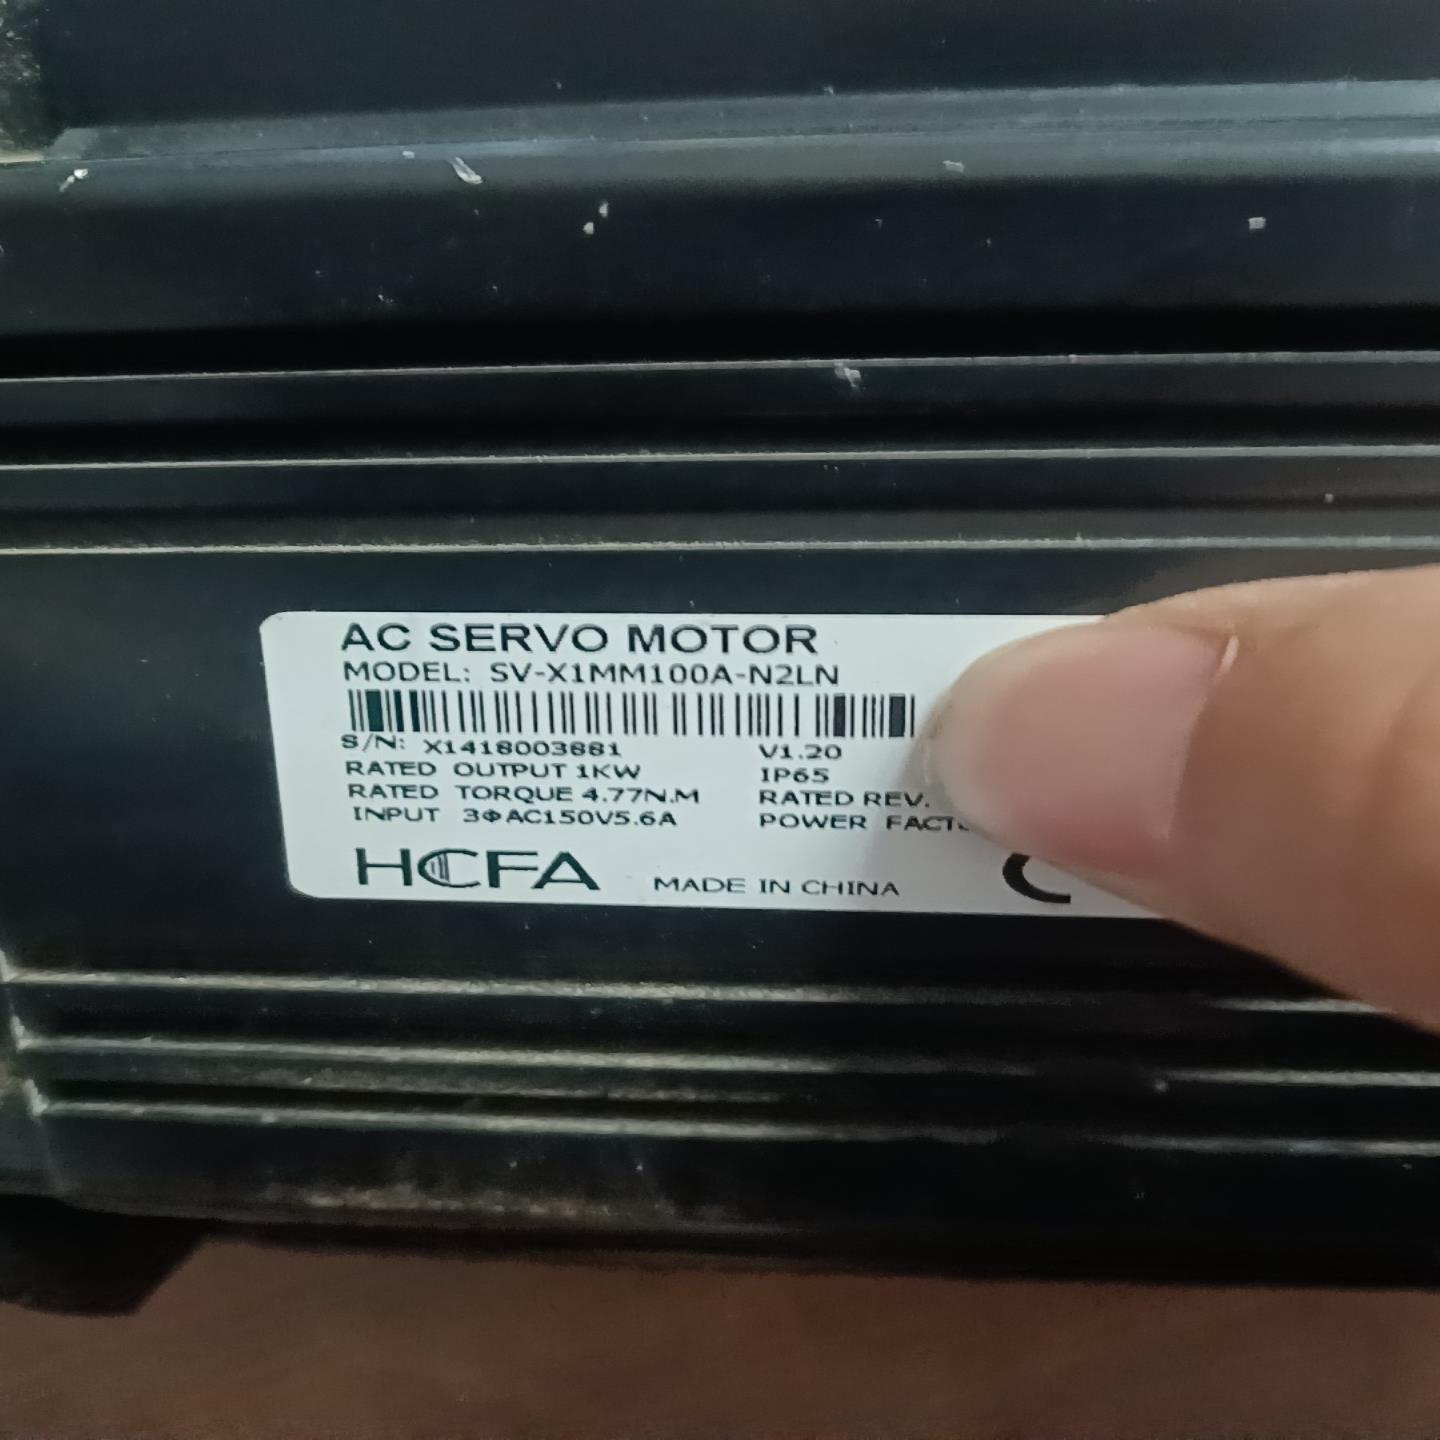 AC SERVO MOTOR
MODEL: SV-X1MM100A-N2LN
S/N: X1418003881 V1.20
RATED OUTPUT 1KW IP65
RATED TORQUE 4.77N.M RATED REV.
INPUT 3ΦAC150V5.6A POWER
HCFA MADE IN CHINA